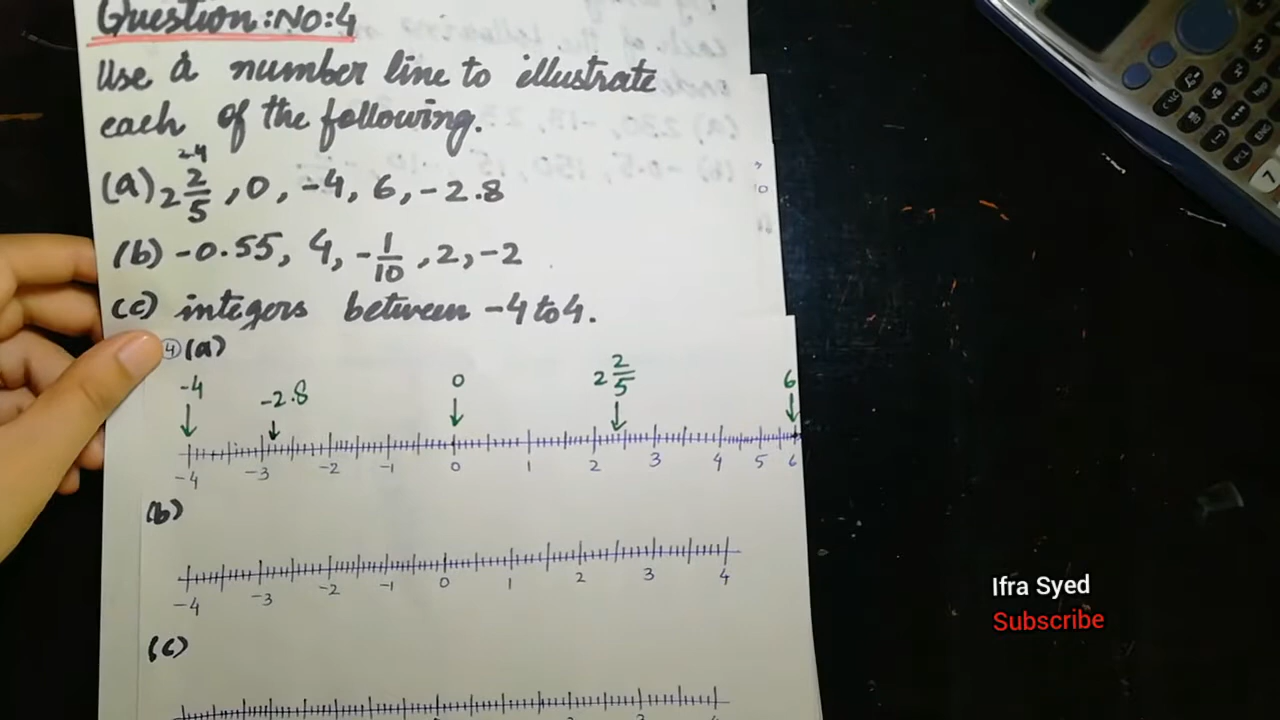 Question:No:4
Use a number line to illustrate
each of the following.
2.4
(a) 2 2/5, 0, -4, 6, -2.8
(b) -0.55, 4, -1/10, 2, -2
(c) integers between -4 to 4.
④(a)
-4 -2.8 0 2 2/5 6
-4 -3 -2 -1 0 1 2 3 4 5 6
(b)
-4 -3 -2 -1 0 1 2 3 4
(c)
Ifra Syed
Subscribe